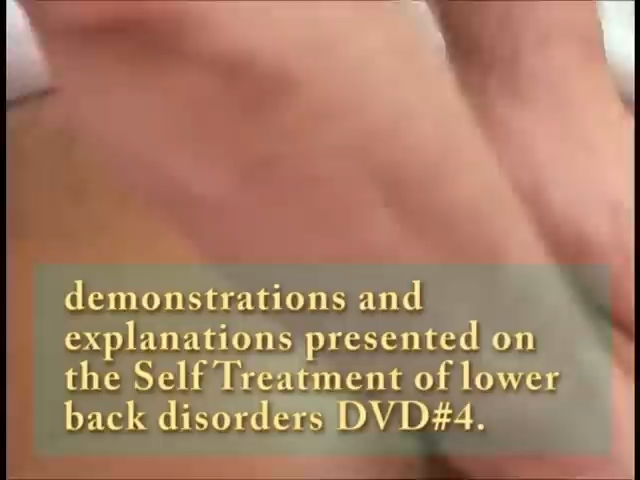 demonstrations and
explanations presented on
the Self Treatment of lower
back disorders DVD#4.